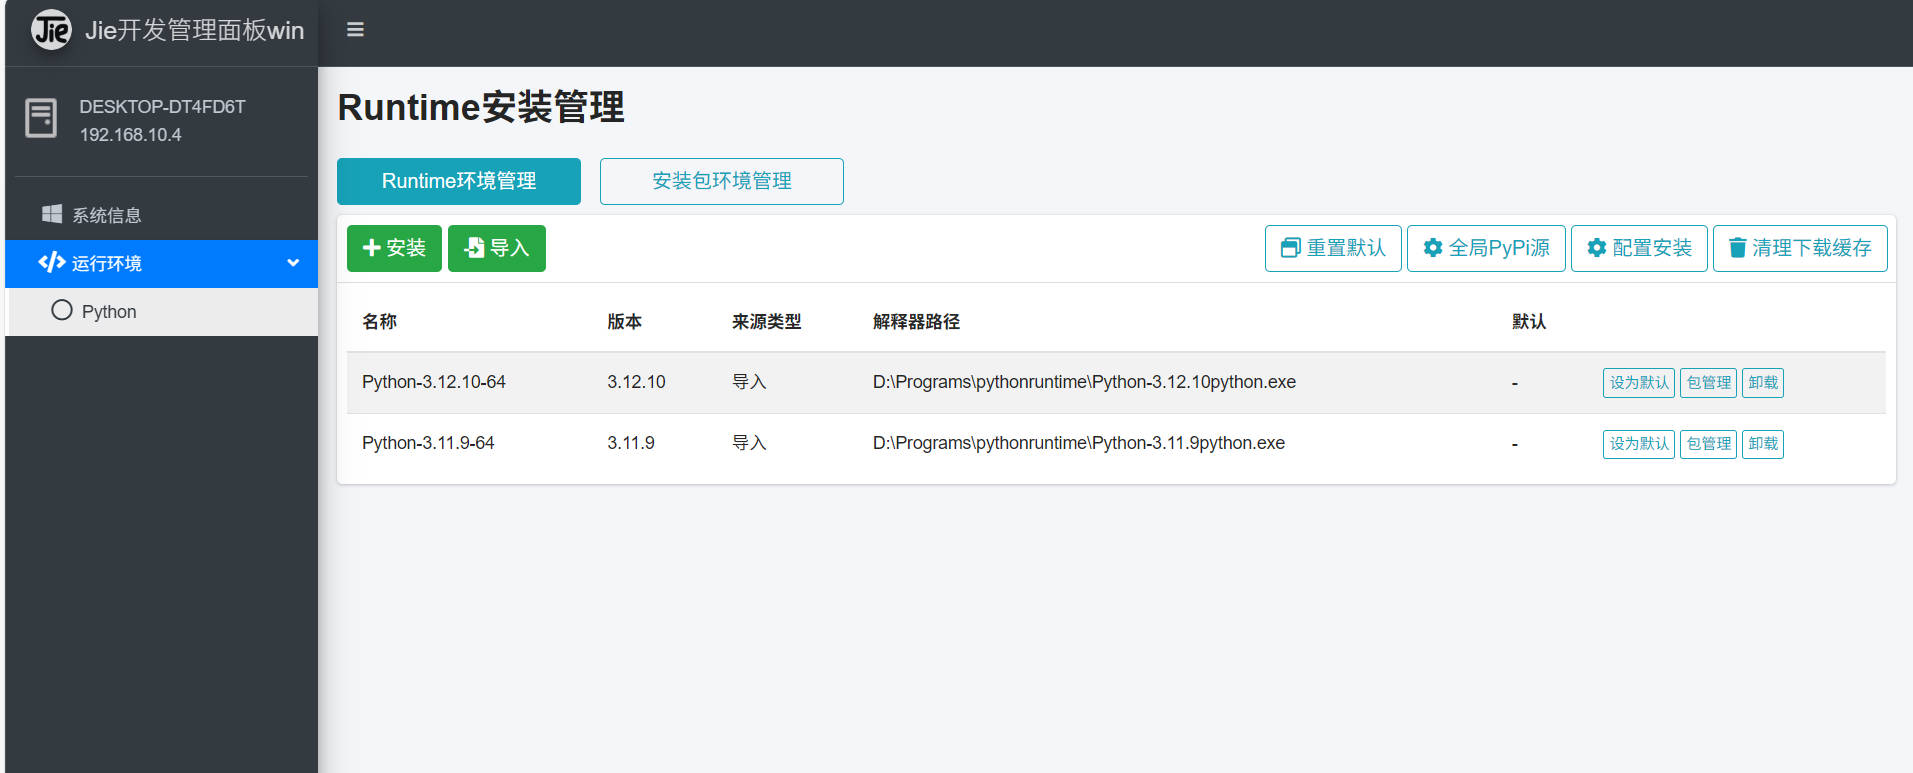 Jie Jie开发管理面板win
DESKTOP-DT4FD6T
192.168.10.4
系统信息
运行环境
Python
Runtime安装管理
Runtime环境管理 安装包环境管理
安装 导入 重置默认 全局PyPi源 配置安装 清理下载缓存
名称 版本 来源类型 解释器路径 默认
Python-3.12.10-64 3.12.10 导入 D:\Programs\pythonruntime\Python-3.12.10python.exe - 设为默认 包管理 卸载
Python-3.11.9-64 3.11.9 导入 D:\Programs\pythonruntime\Python-3.11.9python.exe - 设为默认 包管理 卸载